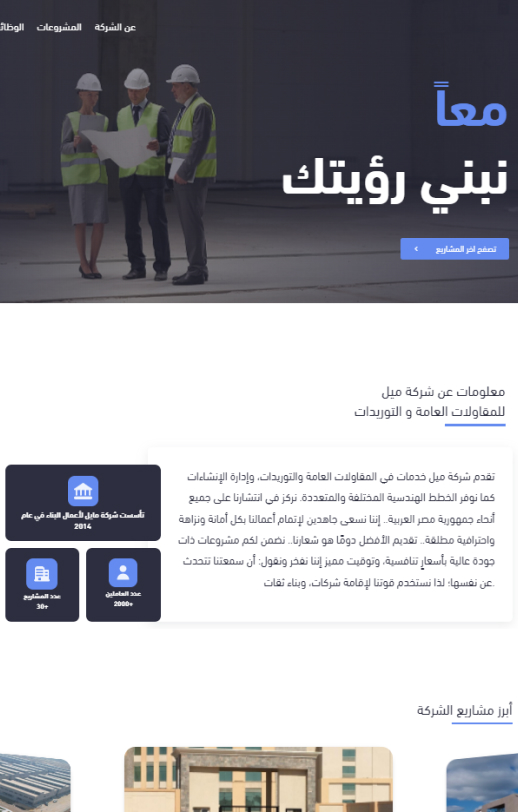 عن الشركة المشروعات
معاً
نبني رؤيتك
تصفح اخر المشاريع
معلومات عن شركة ميل
للمقاولات العامة و التوريدات
تقدم شركة ميل خدمات في المقاولات العامة والتوريدات، وإدارة الإنشاءات
كما نوفر الخطط الهندسية المختلفة والمتعددة. نركز في انتشارنا على جميع
أنحاء جمهورية مصر العربية.. إننا نسعى جاهدين لإتمام أعمالنا بكل أمانة ونزاهة
واحترافية مطلقة.. تقديم الأفضل دومًا هو شعارنا.. نضمن لكم مشروعات ذات
جودة عالية بأسعارٍ تنافسية، وتوقيت مميز إننا نفخر ونقول: أن سمعتنا تتحدث
.عن نفسها؛ لذا نستخدم قوتنا لإقامة شركات، وبناء ثقات
تأسست شركة مايل لأعمال البناء في عام
2014
عدد العاملين
2000+
عدد المشاريع
30+
أبرز مشاريع الشركة